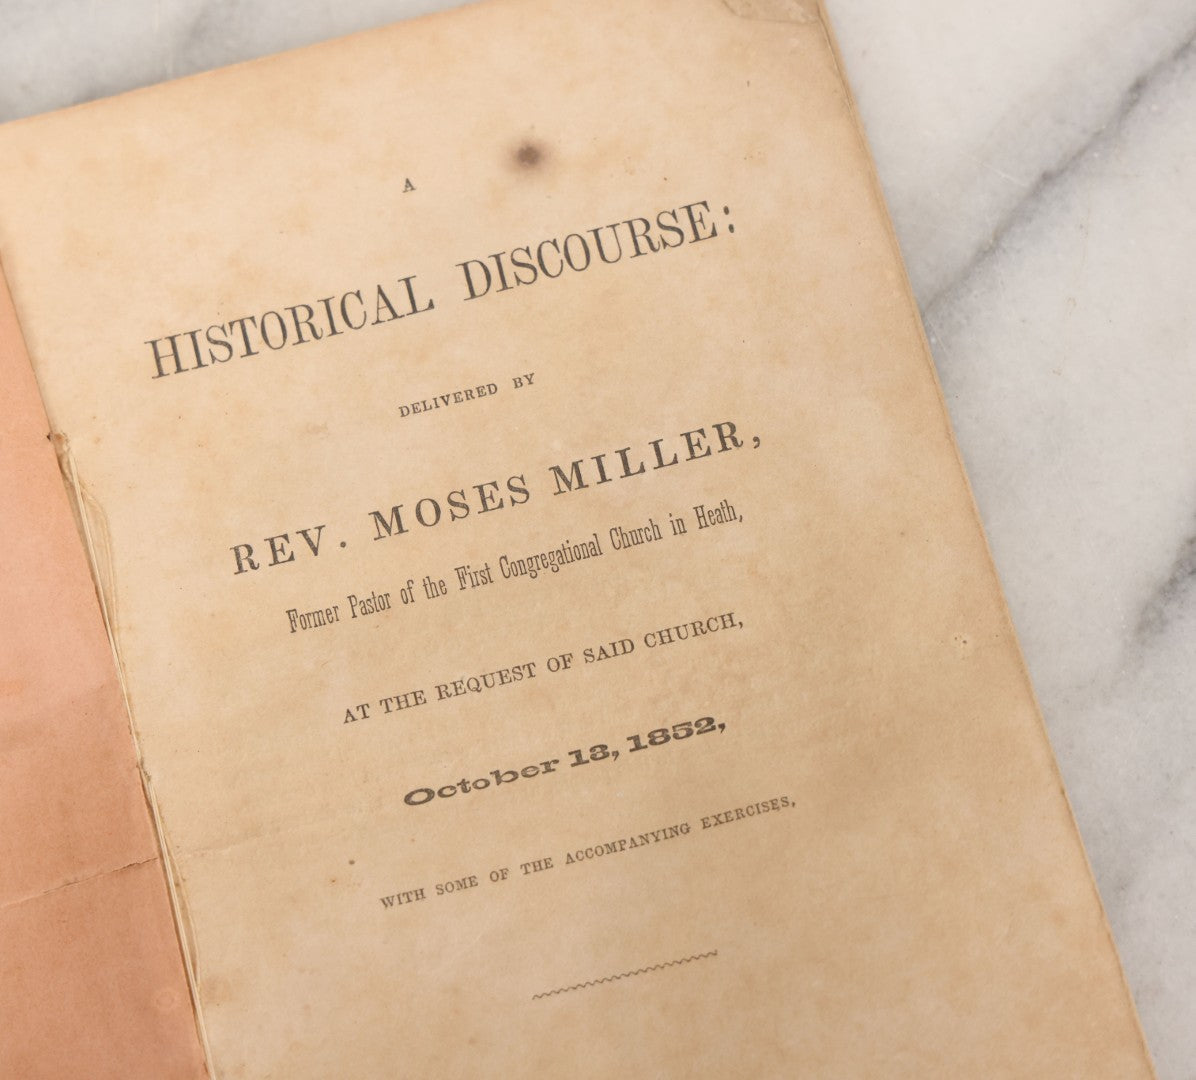 A
HISTORICAL DISCOURSE:
DELIVERED BY
REV. MOSES MILLER,
Former Pastor of the First Congregational Church in Heath,
AT THE REQUEST OF SAID CHURCH,
October 13, 1852,
WITH SOME OF THE ACCOMPANYING EXERCISES,